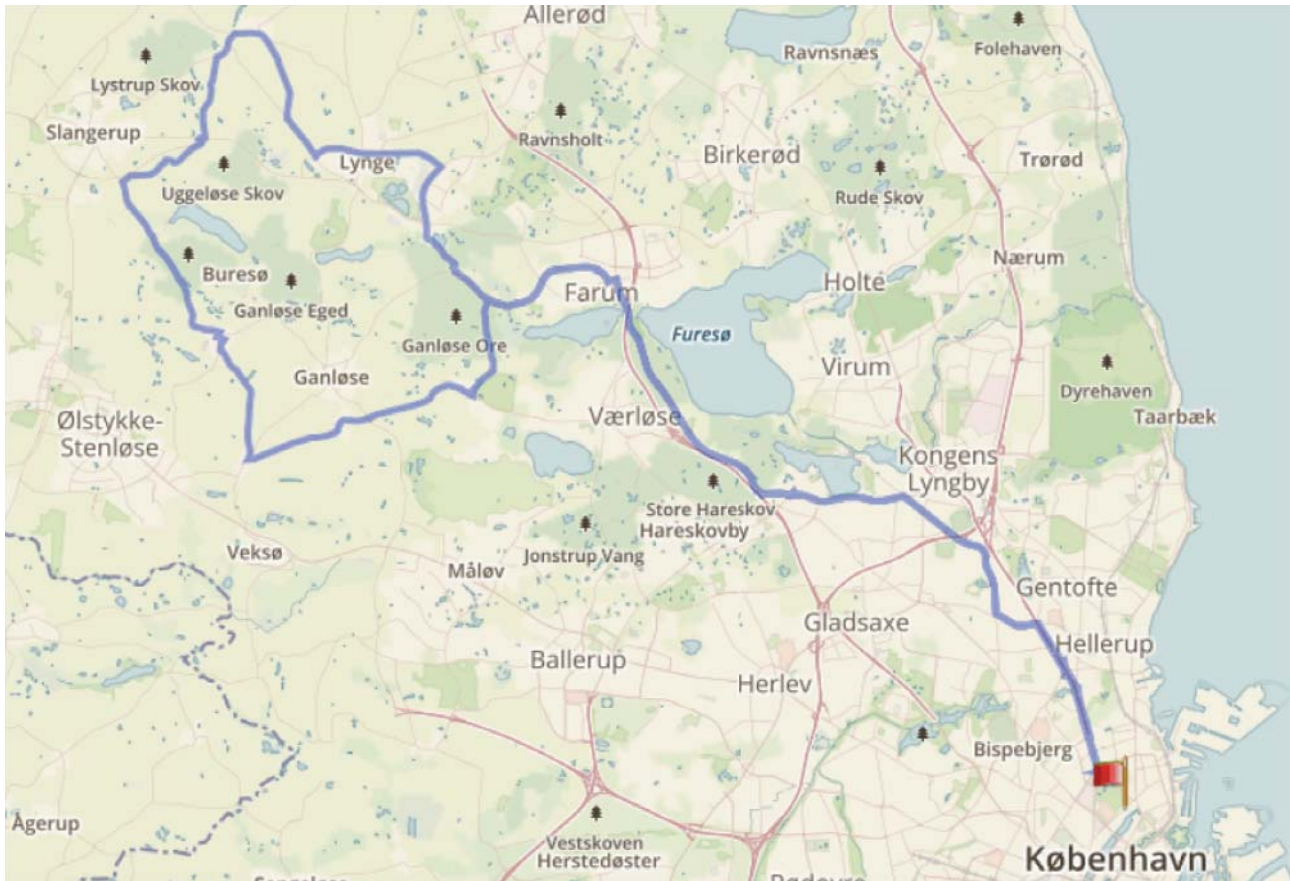 Allerød
Ravnsnæs
Folehaven
Lystrup Skov
Slangerup
Ravnsholt
Birkerød
Trørød
Lynge
Uggeløse Skov
Rude Skov
Nærum
Buresø
Ganløse Eged
Farum
Holte
Furesø
Ganløse Ore
Ganløse
Virum
Dyrehaven
Taarbæk
Værløse
Ølstykke-
Stenløse
Kongens
Lyngby
Store Hareskov
Hareskovby
Jonstrup Vang
Veksø
Måløv
Gentofte
Gladsaxe
Hellerup
Ballerup
Herlev
Bispebjerg
Ågerup
Vestskoven
Herstedøster
København